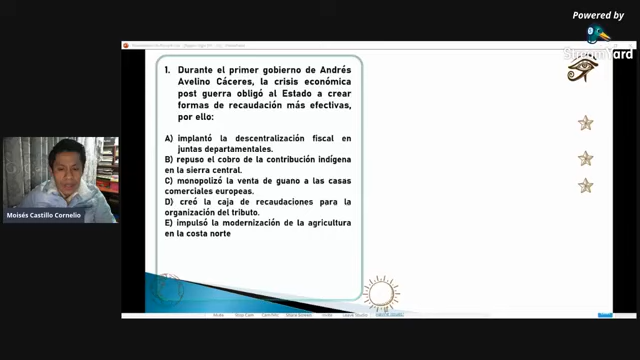 Powered by
StreamYard
1. Durante el primer gobierno de Andrés
Avelino Cáceres, la crisis económica
post guerra obligó al Estado a crear
formas de recaudación más efectivas,
por ello:
A) implantó la descentralización fiscal en
juntas departamentales.
B) repuso el cobro de la contribución indígena
en la sierra central.
C) monopolizó la venta de guano a las casas
comerciales europeas.
D) creó la caja de recaudaciones para la
organización del tributo.
E) impulsó la modernización de la agricultura
en la costa norte
Moisés Castillo Cornelio